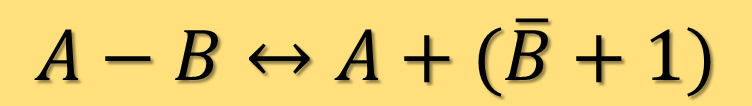 A − B ↔ A + (B̅ + 1)